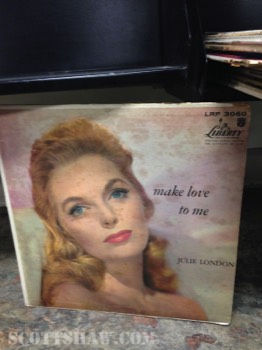 LRP 3060
LIBERTY
make love
to me
JULIE LONDON
SCOTTSHAW.COM